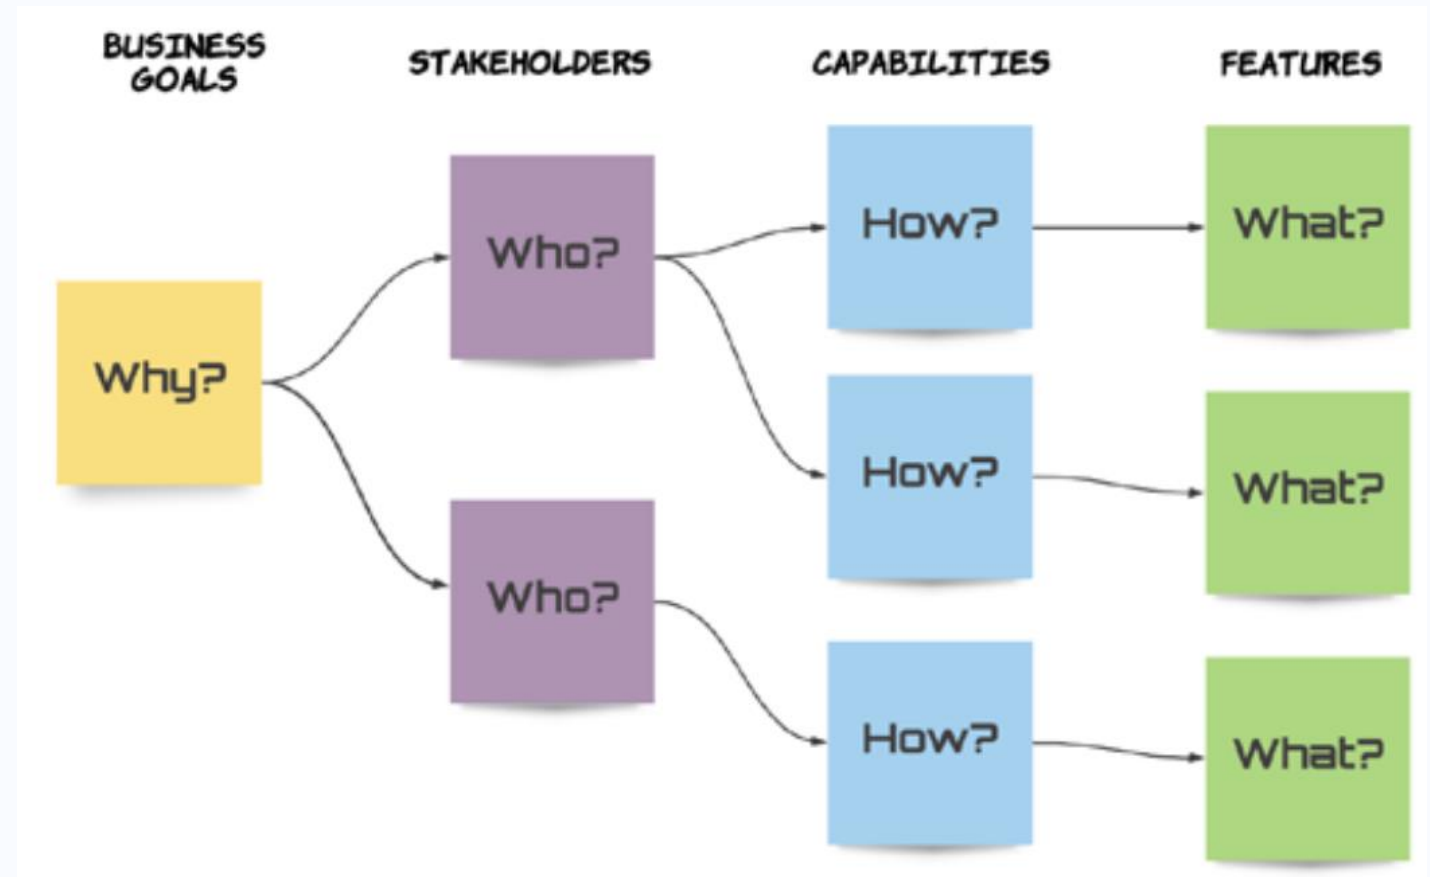 BUSINESS
GOALS
STAKEHOLDERS
CAPABILITIES
FEATURES
Why?
Who?
Who?
How?
How?
How?
What?
What?
What?